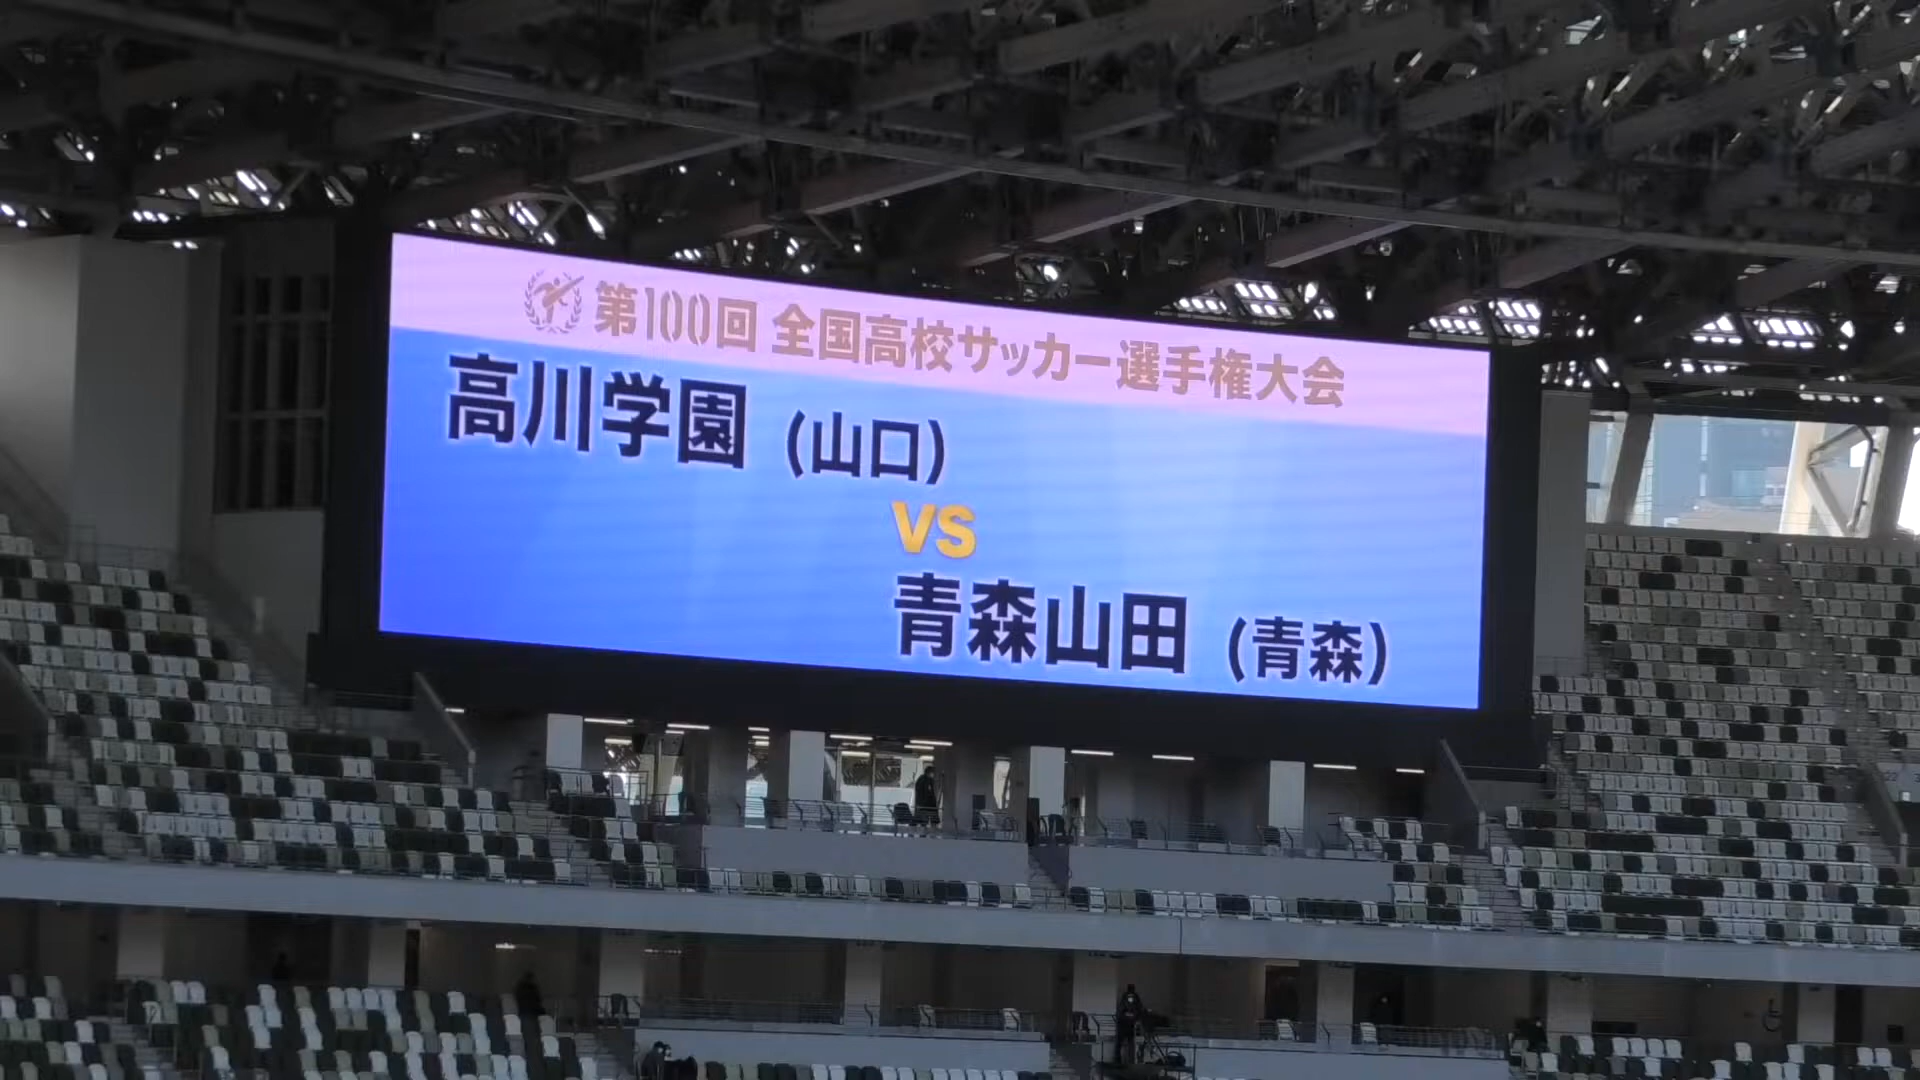 第100回 全国高校サッカー選手権大会
高川学園 (山口)
VS
青森山田 (青森)